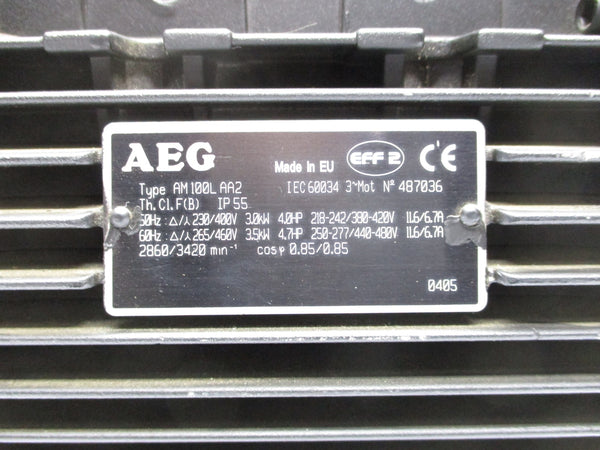 AEG Made in EU EFF 2 CE
Type AM100L AA2 IEC60034 3~Mot Nº 487036
Th.Cl.F(B) IP 55
50Hz : △/⅄ 230/400V 3.0kW 4.0HP 218-242/380-420V 11.6/6.7A
60Hz : △/⅄ 265/460V 3.5kW 4.7HP 250-277/440-480V 11.6/6.7A
2860/3420 min⁻¹ cosφ 0.85/0.85
0405